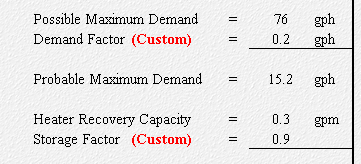 Possible Maximum Demand = 76 gph
Demand Factor (Custom) = 0.2 gph
Probable Maximum Demand = 15.2 gph
Heater Recovery Capacity = 0.3 gpm
Storage Factor (Custom) = 0.9